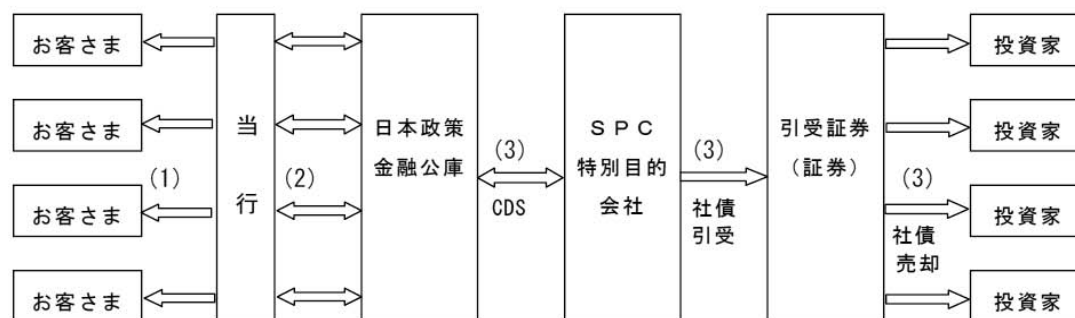 お客さま
お客さま
お客さま
お客さま
(1)
当
行
(2)
日本政策
金融公庫
(3)
CDS
ＳＰＣ
特別目的
会社
(3)
社債
引受
引受証券
(証券)
(3)
社債
売却
投資家
投資家
投資家
投資家